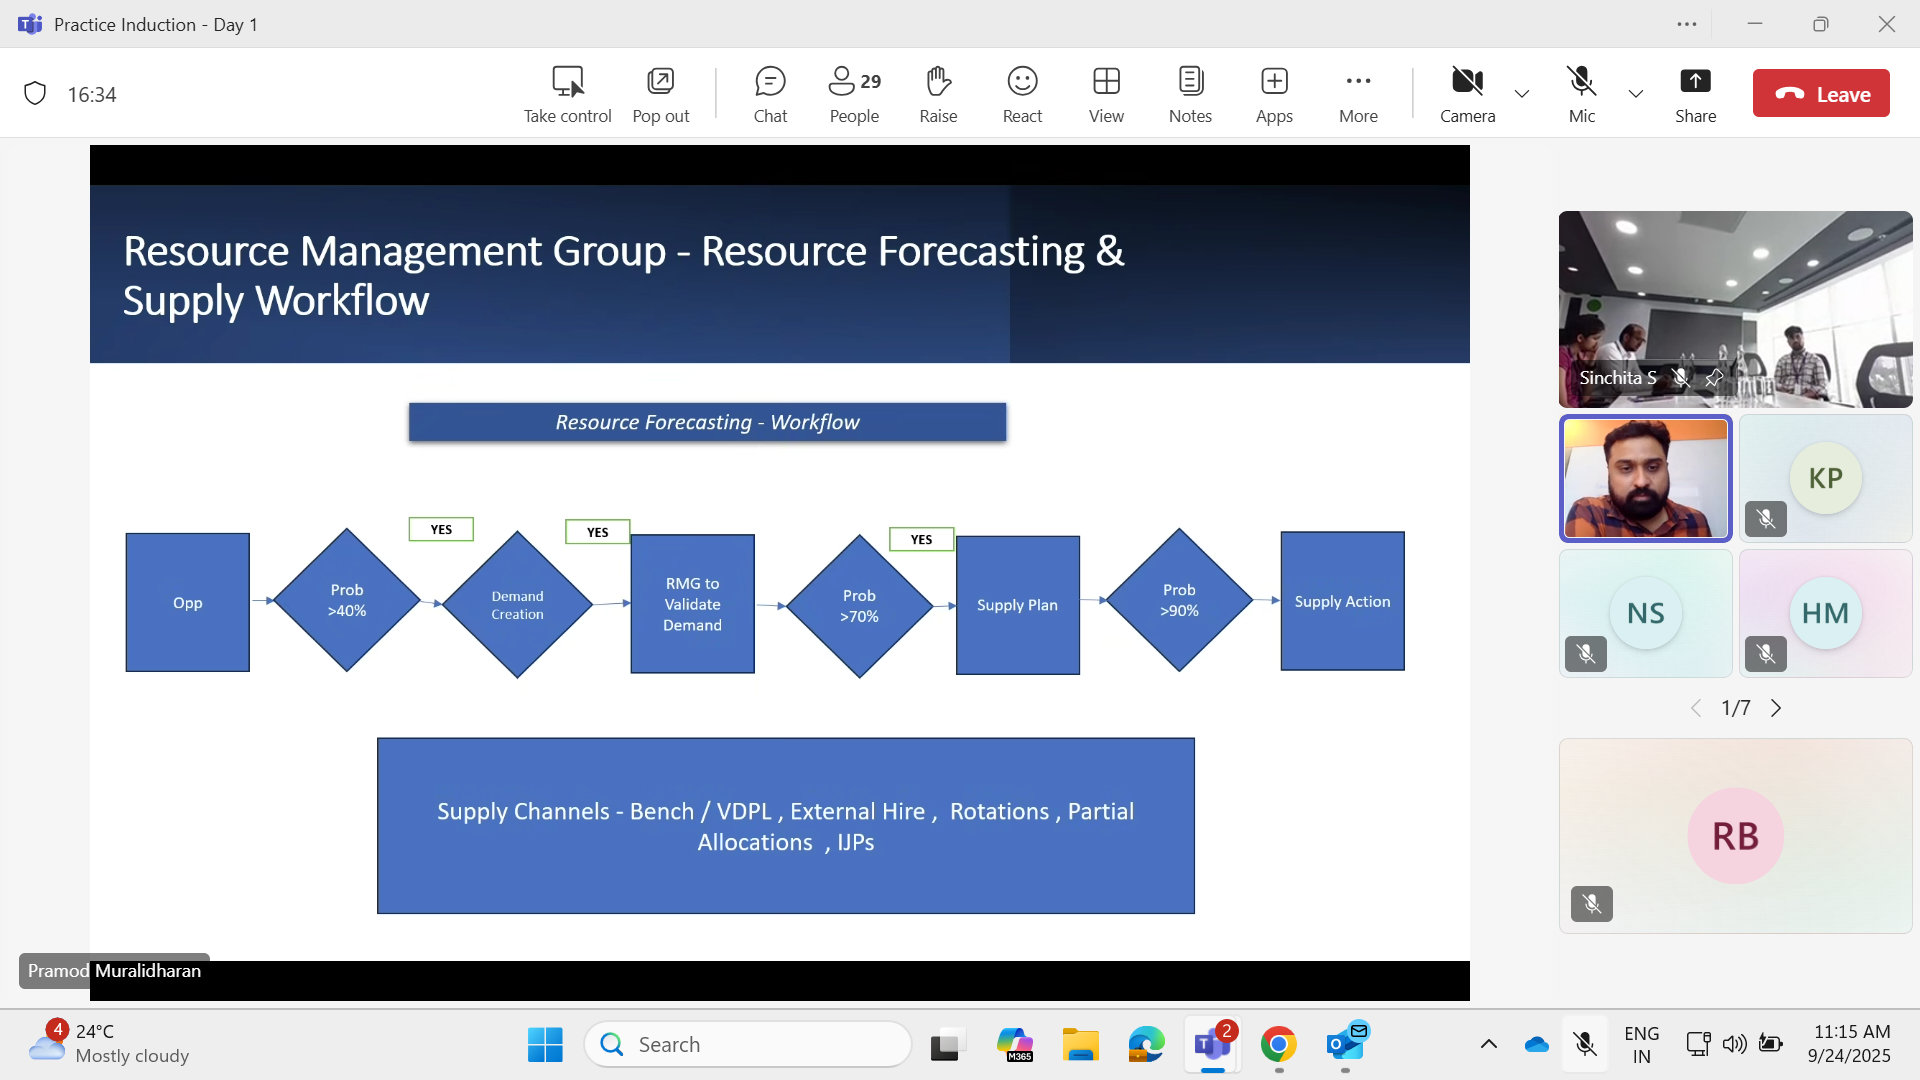 Practice Induction - Day 1
16:34
Take control
Pop out
Chat
29
People
Raise
React
View
Notes
Apps
More
Camera
Mic
Share
Leave
Resource Management Group - Resource Forecasting &
Supply Workflow
Resource Forecasting - Workflow
YES
YES
YES
Opp
Prob
>40%
Demand
Creation
RMG to
Validate
Demand
Prob
>70%
Supply Plan
Prob
>90%
Supply Action
Supply Channels - Bench / VDPL , External Hire , Rotations , Partial
Allocations , IJPs
Pramod Muralidharan
Sinchita S
KP
NS
HM
1/7
RB
4
24°C
Mostly cloudy
Search
M365
T
2
O
ENG
IN
11:15 AM
9/24/2025